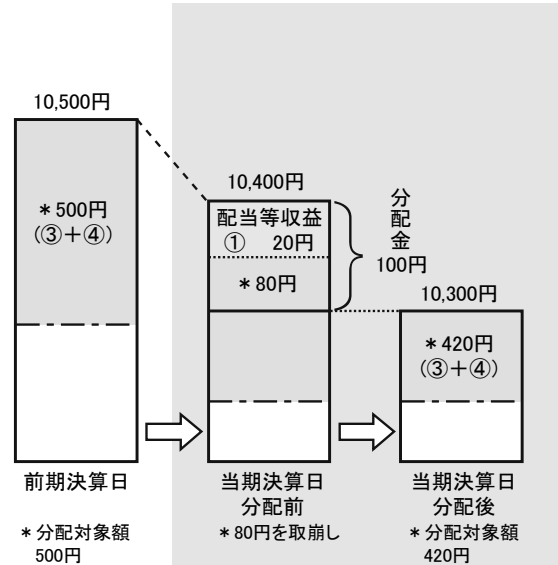 10,500円
*500円
(③+④)
前期決算日
*分配対象額
500円
10,400円
配当等収益
① 20円
*80円
分配金
100円
当期決算日
分配前
*80円を取崩し
10,300円
*420円
(③+④)
当期決算日
分配後
*分配対象額
420円